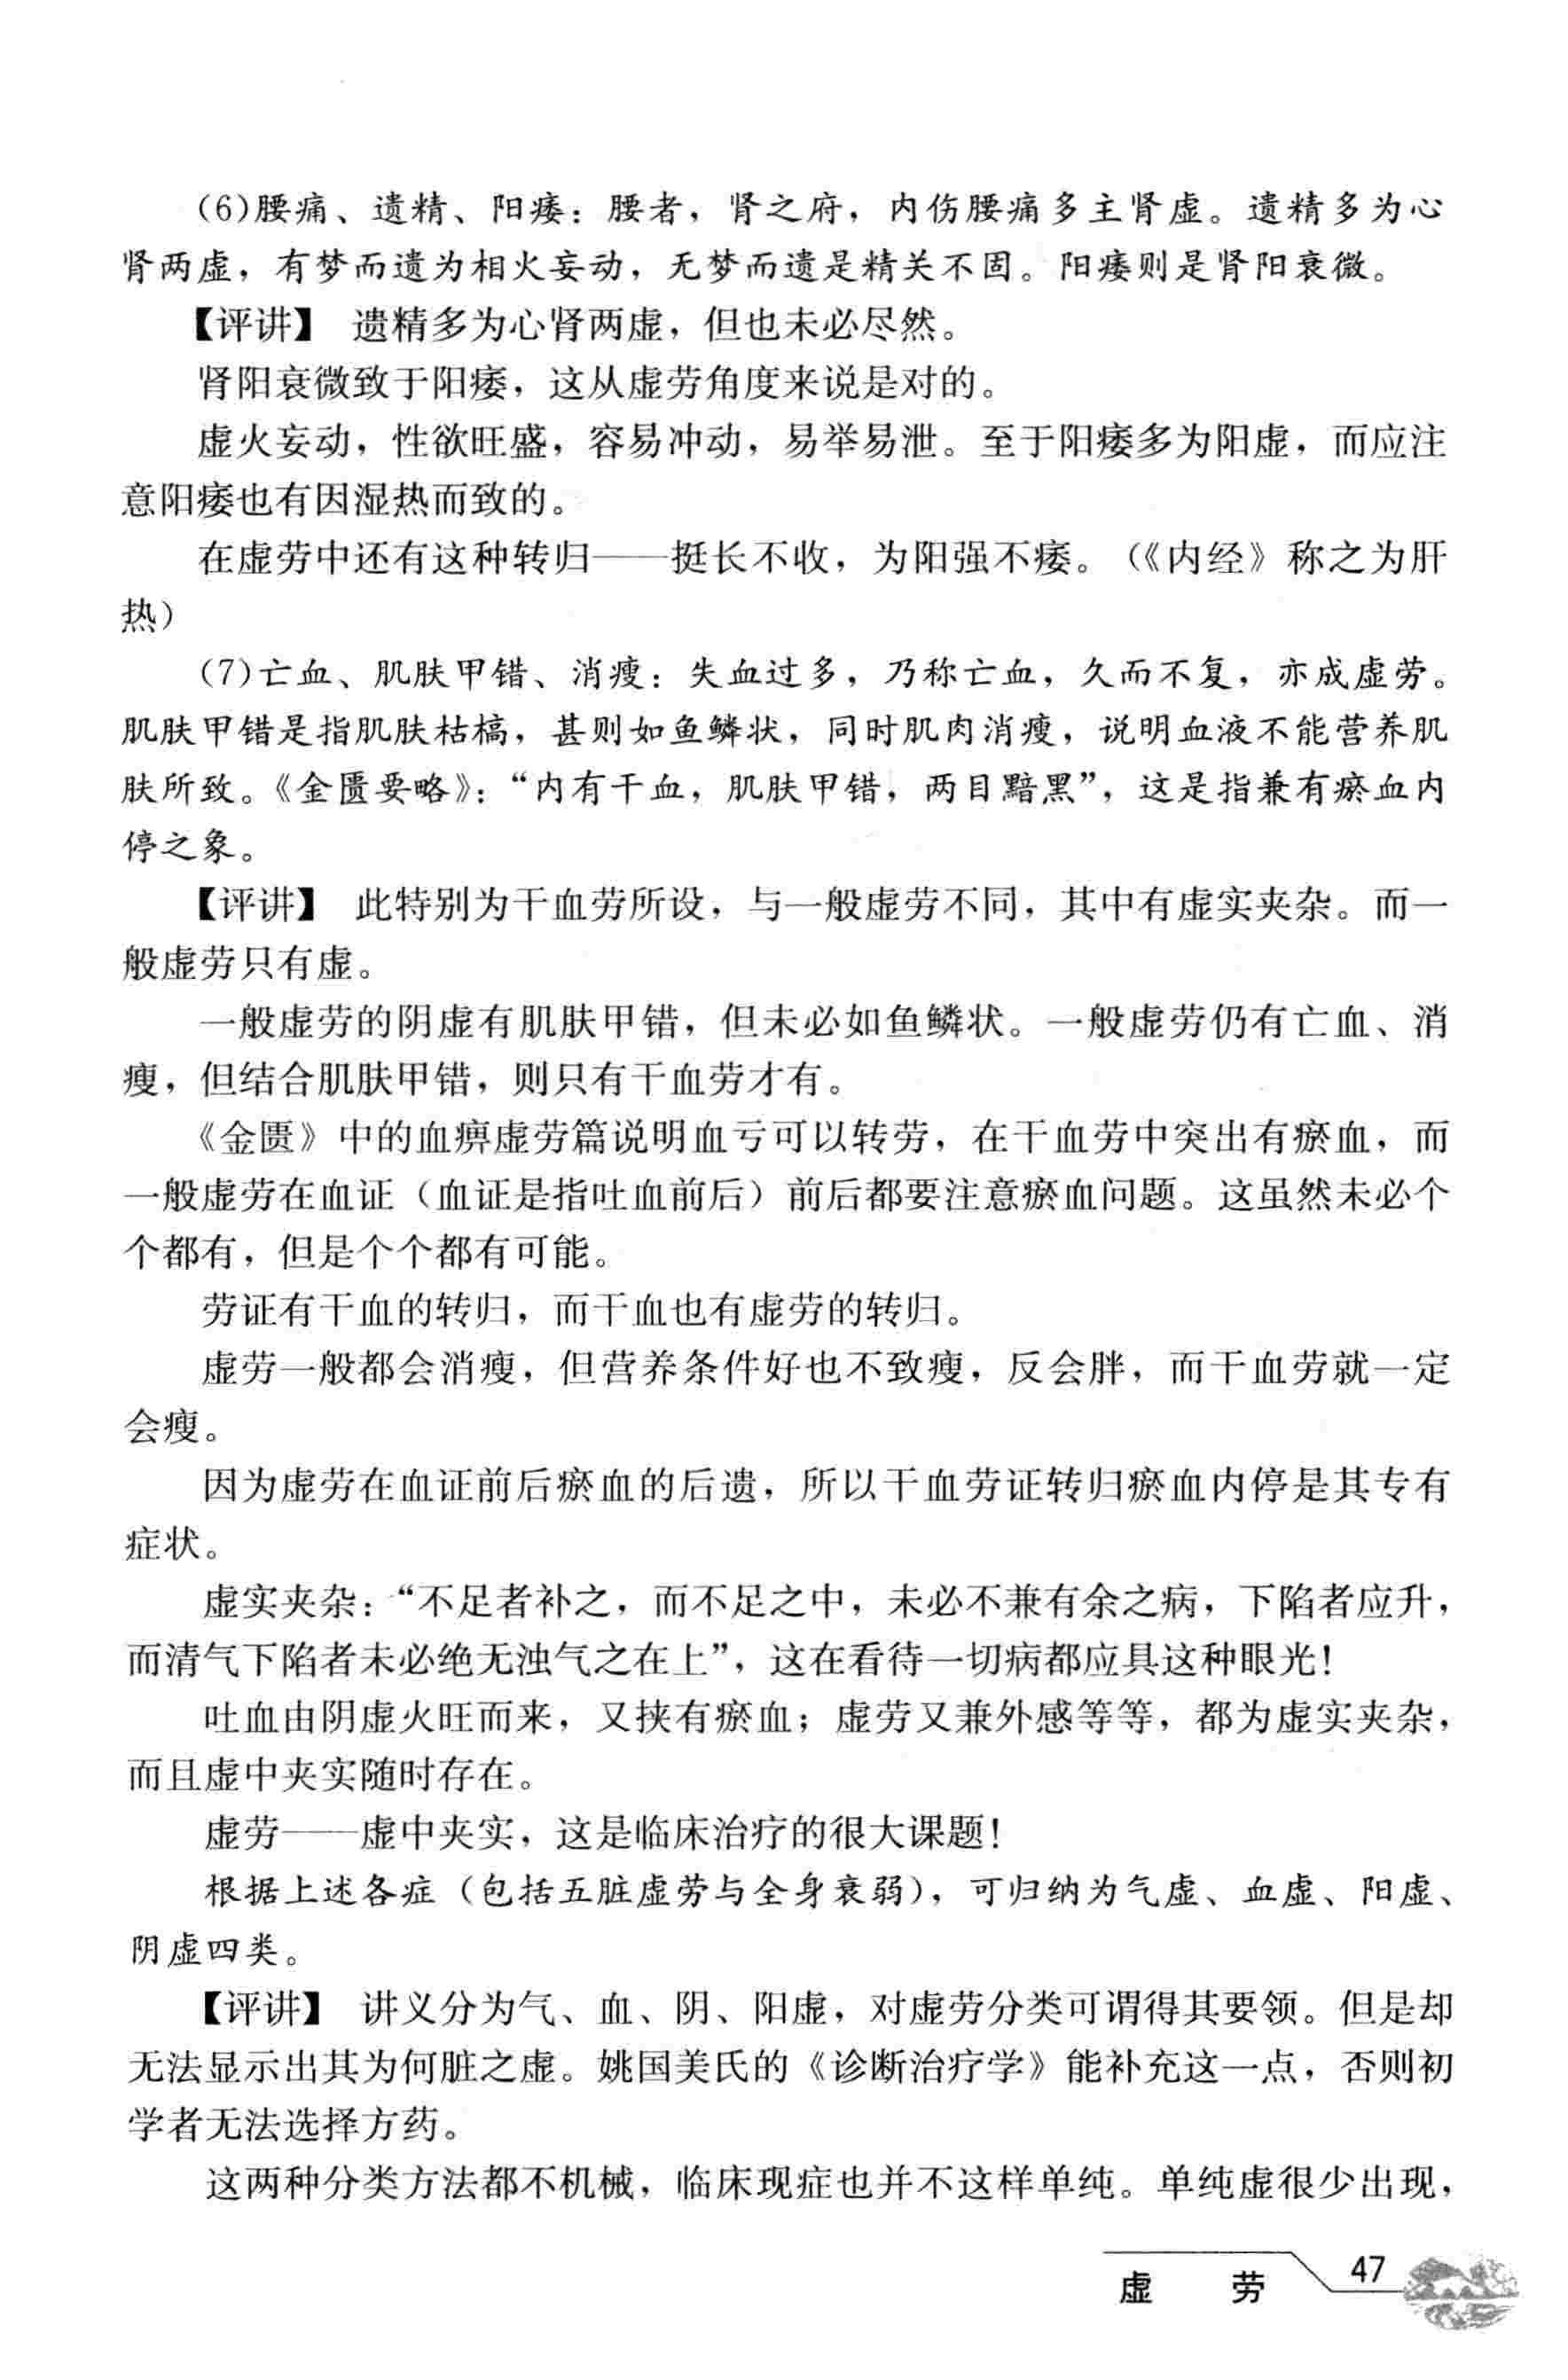 (6)腰痛、遗精、阳痿：腰者，肾之府，内伤腰痛多主肾虚。遗精多为心
肾两虚，有梦而遗为相火妄动，无梦而遗是精关不固。阳痿则是肾阳衰微。
【评讲】 遗精多为心肾两虚，但也未必尽然。
肾阳衰微致于阳痿，这从虚劳角度来说是对的。
虚火妄动，性欲旺盛，容易冲动，易举易泄。至于阳痿多为阳虚，而应注
意阳痿也有因湿热而致的。
在虚劳中还有这种转归——挺长不收，为阳强不痿。（《内经》称之为肝
热）
(7)亡血、肌肤甲错、消瘦：失血过多，乃称亡血，久而不复，亦成虚劳。
肌肤甲错是指肌肤枯槁，甚则如鱼鳞状，同时肌肉消瘦，说明血液不能营养肌
肤所致。《金匮要略》：“内有干血，肌肤甲错，两目黯黑”，这是指兼有瘀血内
停之象。
【评讲】 此特别为干血劳所设，与一般虚劳不同，其中有虚实夹杂。而一
般虚劳只有虚。
一般虚劳的阴虚有肌肤甲错，但未必如鱼鳞状。一般虚劳仍有亡血、消
瘦，但结合肌肤甲错，则只有干血劳才有。
《金匮》中的血痹虚劳篇说明血亏可以转劳，在干血劳中突出有瘀血，而
一般虚劳在血证（血证是指吐血前后）前后都要注意瘀血问题。这虽然未必个
个都有，但是个个都有可能。
劳证有干血的转归，而干血也有虚劳的转归。
虚劳一般都会消瘦，但营养条件好也不致瘦，反会胖，而干血劳就一定
会瘦。
因为虚劳在血证前后瘀血的后遗，所以干血劳证转归瘀血内停是其专有
症状。
虚实夹杂：“不足者补之，而不足之中，未必不兼有余之病，下陷者应升，
而清气下陷者未必绝无浊气之在上”，这在看待一切病都应具这种眼光！
吐血由阴虚火旺而来，又挟有瘀血；虚劳又兼外感等等，都为虚实夹杂，
而且虚中夹实随时存在。
虚劳——虚中夹实，这是临床治疗的很大课题！
根据上述各症（包括五脏虚劳与全身衰弱），可归纳为气虚、血虚、阳虚、
阴虚四类。
【评讲】 讲义分为气、血、阴、阳虚，对虚劳分类可谓得其要领。但是却
无法显示出其为何脏之虚。姚国美氏的《诊断治疗学》能补充这一点，否则初
学者无法选择方药。
这两种分类方法都不机械，临床现症也并不这样单纯。单纯虚很少出现，
虚 劳 47